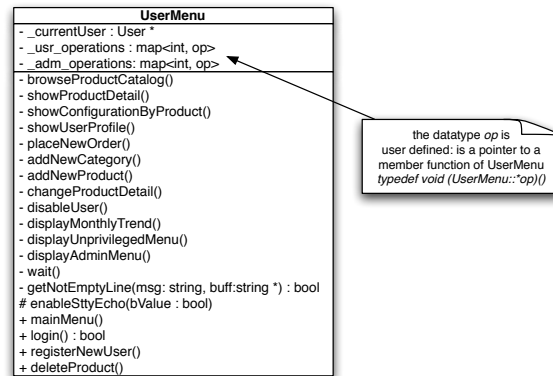 UserMenu
- _currentUser : User *
- _usr_operations : map<int, op>
- _adm_operations: map<int, op>
- browseProductCatalog()
- showProductDetail()
- showConfigurationByProduct()
- showUserProfile()
- placeNewOrder()
- addNewCategory()
- addNewProduct()
- changeProductDetail()
- disableUser()
- displayMonthlyTrend()
- displayUnprivilegedMenu()
- displayAdminMenu()
- wait()
- getNotEmptyLine(msg: string, buff:string *) : bool
# enableSttyEcho(bValue : bool)
+ mainMenu()
+ login() : bool
+ registerNewUser()
+ deleteProduct()
the datatype op is
user defined: is a pointer to a
member function of UserMenu
typedef void (UserMenu::*op)()